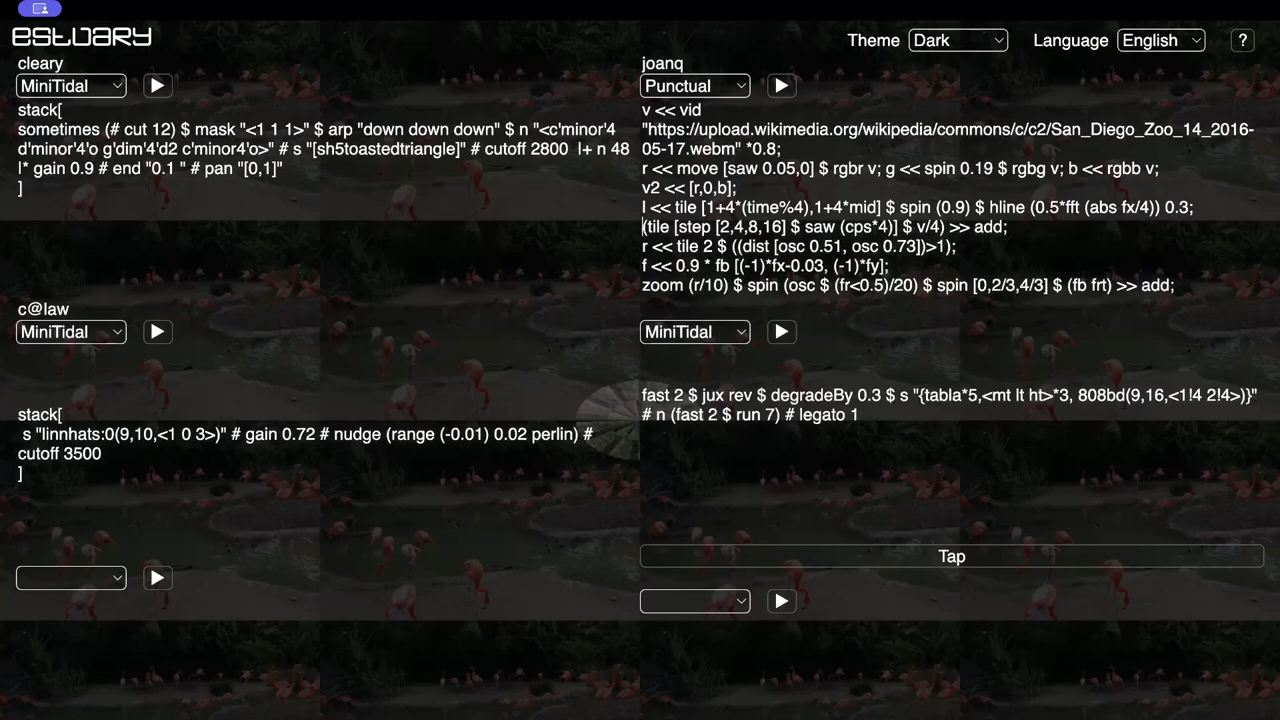 estuary
Theme Dark Language English ?
cleary
MiniTidal
stack[
sometimes (# cut 12) $ mask "<1 1 1>" $ arp "down down down" $ n "<c'minor'4
d'minor'4'o g'dim'4'd2 c'minor4'o>" # s "[sh5toastedtriangle]" # cutoff 2800 |+ n 48
|* gain 0.9 # end "0.1 " # pan "[0,1]"
]
joanq
Punctual
v << vid
"https://upload.wikimedia.org/wikipedia/commons/c/c2/San_Diego_Zoo_14_2016-
05-17.webm" *0.8;
r << move [saw 0.05,0] $ rgbr v; g << spin 0.19 $ rgbg v; b << rgbb v;
v2 << [r,0,b];
l << tile [1+4*(time%4),1+4*mid] $ spin (0.9) $ hline (0.5*fft (abs fx/4)) 0.3;
(tile [step [2,4,8,16] $ saw (cps*4)] $ v/4) >> add;
r << tile 2 $ ((dist [osc 0.51, osc 0.73])>1);
f << 0.9 * fb [(-1)*fx-0.03, (-1)*fy];
zoom (r/10) $ spin (osc $ (fr<0.5)/20) $ spin [0,2/3,4/3] $ (fb frt) >> add;
c@law
MiniTidal
stack[
s "linnhats:0(9,10,<1 0 3>)" # gain 0.72 # nudge (range (-0.01) 0.02 perlin) #
cutoff 3500
]
MiniTidal
fast 2 $ jux rev $ degradeBy 0.3 $ s "{tabla*5,<mt lt ht>*3, 808bd(9,16,<1!4 2!4>)}"
# n (fast 2 $ run 7) # legato 1
Tap